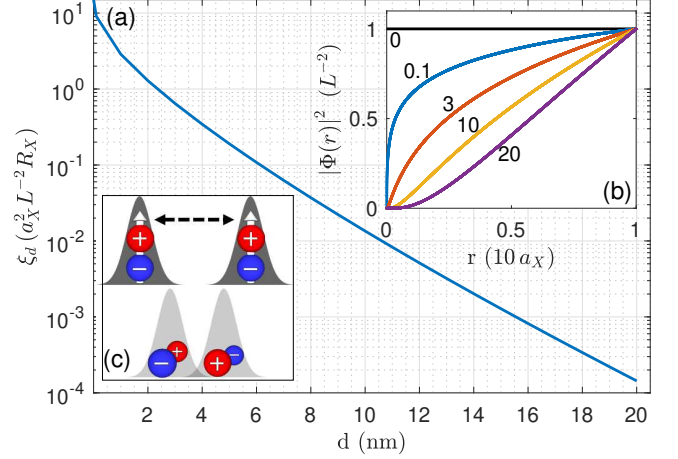 (a)
10^1
10^0
10^-1
10^-2
10^-3
10^-4
ξ_d (a_X^2 L^-2 R_X)
2 4 6 8 10 12 14 16 18 20
d (nm)
(b)
|Φ(r)|^2 (L^-2)
1
0.5
0
0
0.1
3
10
20
0 0.5 1
r (10 a_X)
(c)
+ +
− −
+ −
− +